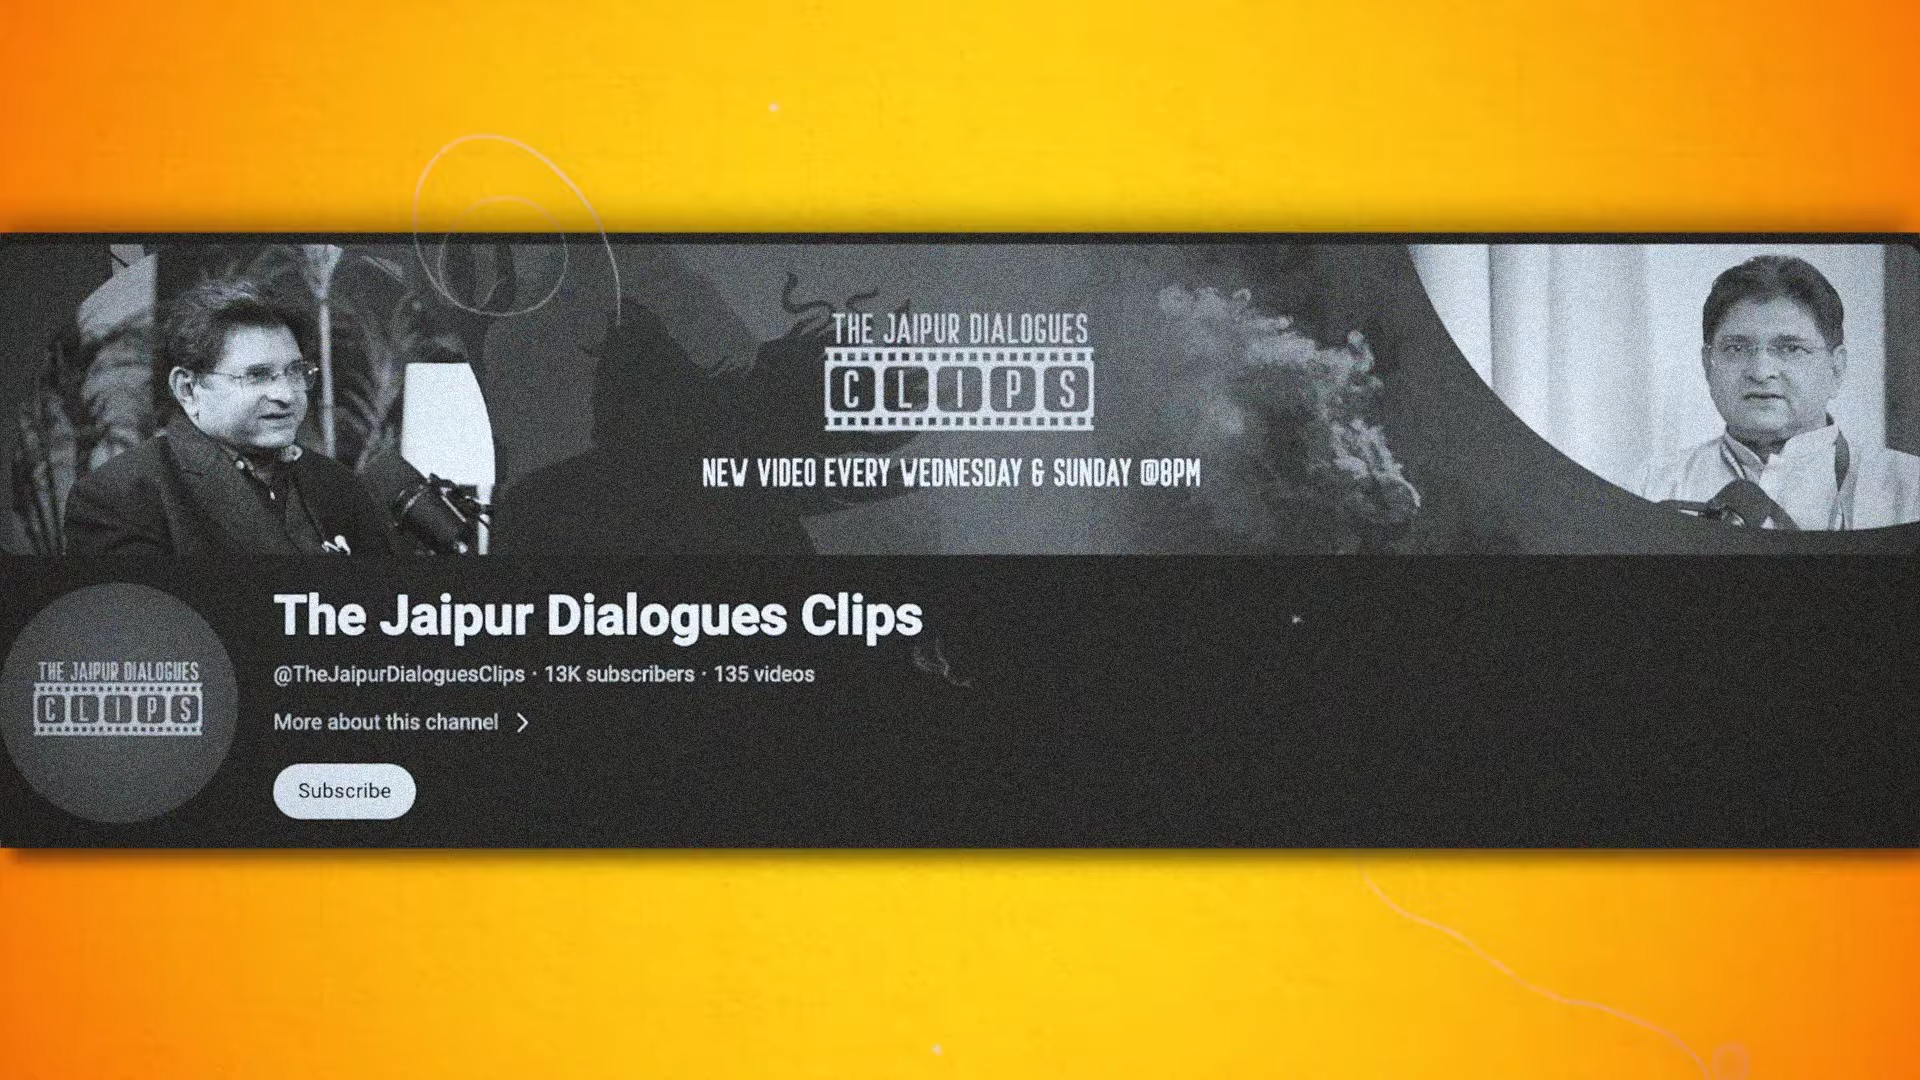 THE JAIPUR DIALOGUES
CLIPS
NEW VIDEO EVERY WEDNESDAY & SUNDAY @8PM
The Jaipur Dialogues Clips
@TheJaipurDialoguesClips · 13K subscribers · 135 videos
THE JAIPUR DIALOGUES
CLIPS
More about this channel >
Subscribe